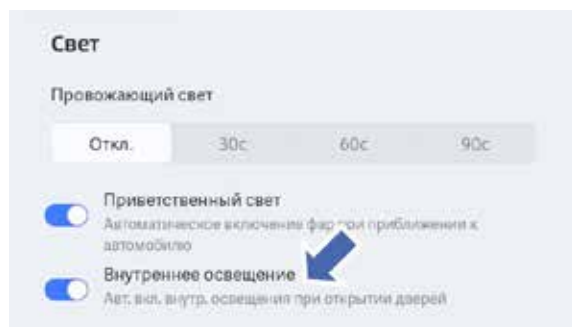 Свет
Провожающий свет
Откл. 30с 60с 90с
Приветственный свет
Автоматическое включение фар при приближении к
автомобилю
Внутреннее освещение
Авт. вкл. внутр. освещения при открытии дверей